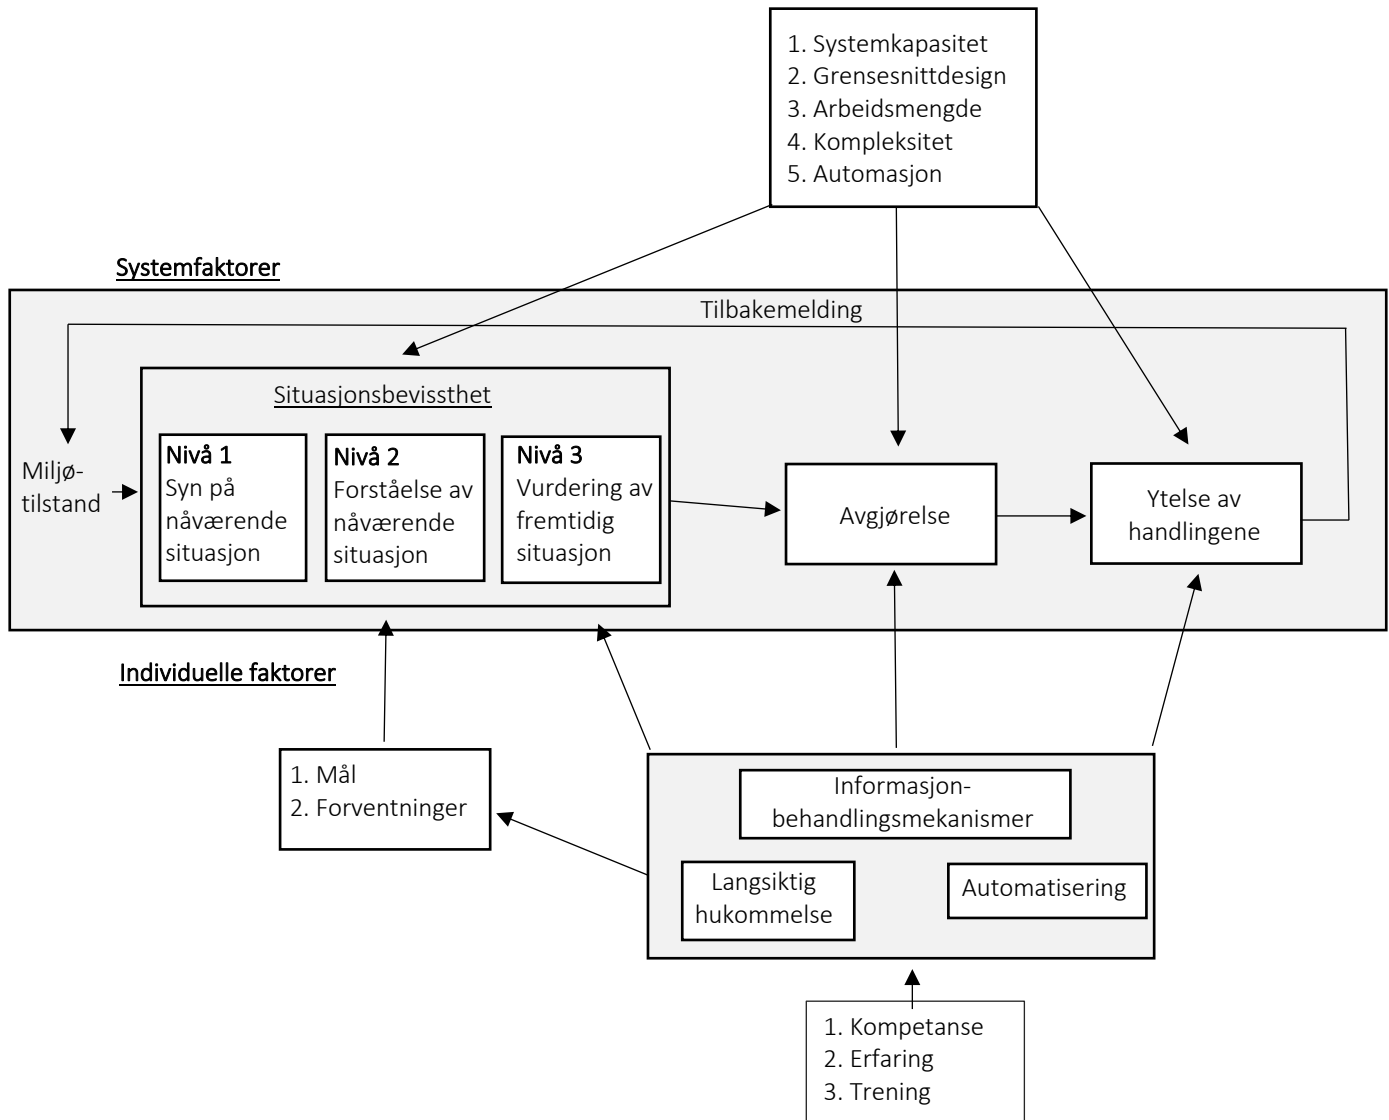 1. Systemkapasitet
2. Grensesnittdesign
3. Arbeidsmengde
4. Kompleksitet
5. Automasjon
Systemfaktorer
Tilbakemelding
Situasjonsbevissthet
Miljø-
tilstand
Nivå 1
Syn på
nåværende
situasjon
Nivå 2
Forståelse av
nåværende
situasjon
Nivå 3
Vurdering av
fremtidig
situasjon
Avgjørelse
Ytelse av
handlingene
Individuelle faktorer
1. Mål
2. Forventninger
Informasjon-
behandlingsmekanismer
Langsiktig
hukommelse
Automatisering
1. Kompetanse
2. Erfaring
3. Trening